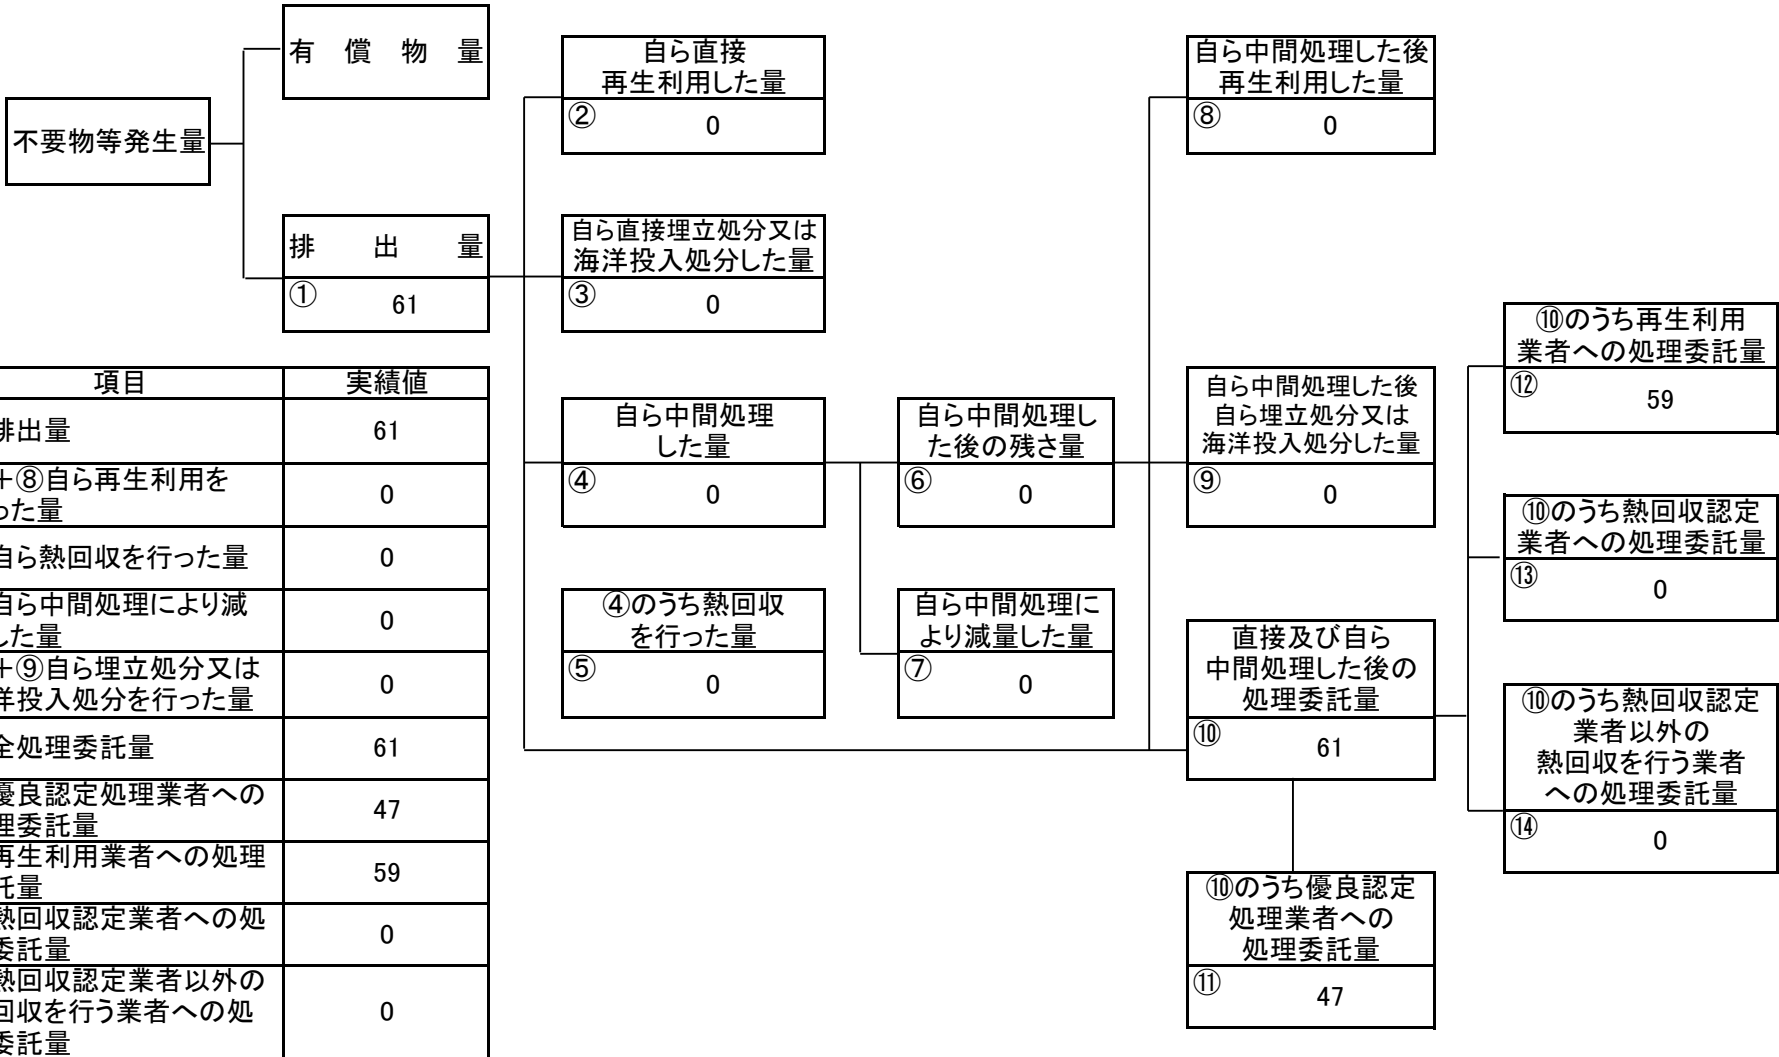 有償物量
不要物等発生量
排出量
① 61
自ら直接
再生利用した量
② 0
自ら直接埋立処分又は
海洋投入処分した量
③ 0
自ら中間処理
した量
④ 0
④のうち熱回収
を行った量
⑤ 0
自ら中間処理し
た後の残さ量
⑥ 0
自ら中間処理に
より減量した量
⑦ 0
自ら中間処理した後
再生利用した量
⑧ 0
自ら中間処理した後
自ら埋立処分又は
海洋投入処分した量
⑨ 0
直接及び自ら
中間処理した後の
処理委託量
⑩ 61
⑩のうち優良認定
処理業者への
処理委託量
⑪ 47
⑩のうち再生利用
業者への処理委託量
⑫ 59
⑩のうち熱回収認定
業者への処理委託量
⑬ 0
⑩のうち熱回収認定
業者以外の
熱回収を行う業者
への処理委託量
⑭ 0
項目 実績値
排出量 61
+⑧自ら再生利用を
った量 0
自ら熱回収を行った量 0
自ら中間処理により減
した量 0
+⑨自ら埋立処分又は
洋投入処分を行った量 0
全処理委託量 61
優良認定処理業者への
理委託量 47
再生利用業者への処理
託量 59
熱回収認定業者への処
委託量 0
熱回収認定業者以外の
回収を行う業者への処
委託量 0